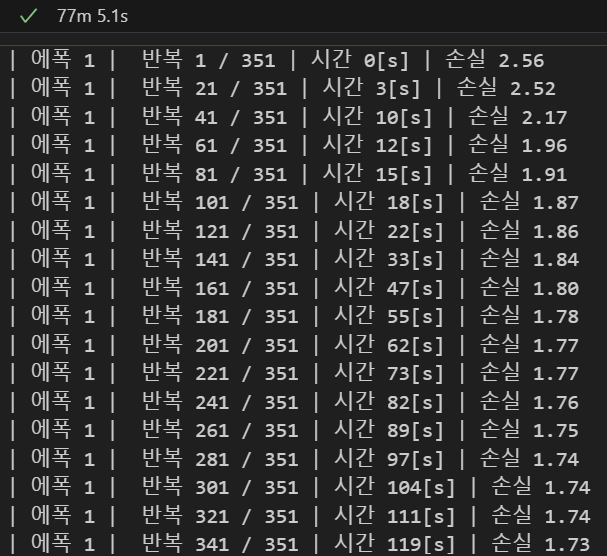 77m 5.1s
| 에폭 1 |  반복 1 / 351 | 시간 0[s] | 손실 2.56
| 에폭 1 |  반복 21 / 351 | 시간 3[s] | 손실 2.52
| 에폭 1 |  반복 41 / 351 | 시간 10[s] | 손실 2.17
| 에폭 1 |  반복 61 / 351 | 시간 12[s] | 손실 1.96
| 에폭 1 |  반복 81 / 351 | 시간 15[s] | 손실 1.91
| 에폭 1 |  반복 101 / 351 | 시간 18[s] | 손실 1.87
| 에폭 1 |  반복 121 / 351 | 시간 22[s] | 손실 1.86
| 에폭 1 |  반복 141 / 351 | 시간 33[s] | 손실 1.84
| 에폭 1 |  반복 161 / 351 | 시간 47[s] | 손실 1.80
| 에폭 1 |  반복 181 / 351 | 시간 55[s] | 손실 1.78
| 에폭 1 |  반복 201 / 351 | 시간 62[s] | 손실 1.77
| 에폭 1 |  반복 221 / 351 | 시간 73[s] | 손실 1.77
| 에폭 1 |  반복 241 / 351 | 시간 82[s] | 손실 1.76
| 에폭 1 |  반복 261 / 351 | 시간 89[s] | 손실 1.75
| 에폭 1 |  반복 281 / 351 | 시간 97[s] | 손실 1.74
| 에폭 1 |  반복 301 / 351 | 시간 104[s] | 손실 1.74
| 에폭 1 |  반복 321 / 351 | 시간 111[s] | 손실 1.74
| 에폭 1 |  반복 341 / 351 | 시간 119[s] | 손실 1.73